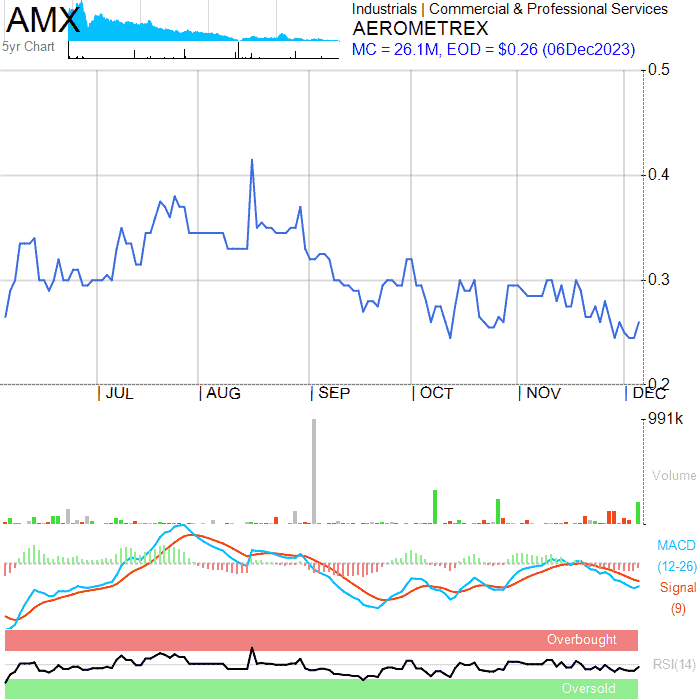 AMX
5yr Chart
Industrials | Commercial & Professional Services
AEROMETREX
MC = 26.1M, EOD = $0.26 (06Dec2023)
0.5
0.4
0.3
0.2
| JUL
| AUG
| SEP
| OCT
| NOV
| DEC
991k
Volume
MACD
(12-26)
Signal
(9)
Overbought
RSI(14)
Oversold